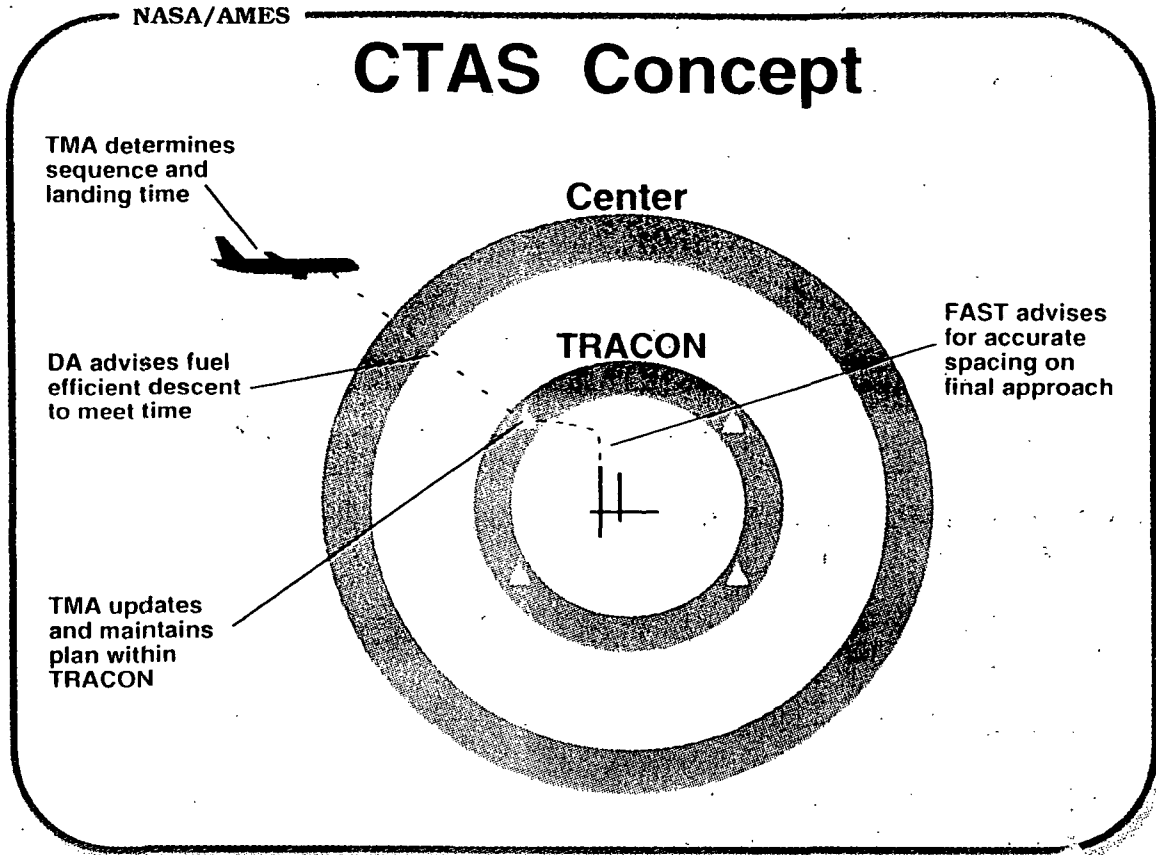 NASA/AMES
CTAS Concept
TMA determines
sequence and
landing time
Center
FAST advises
for accurate
spacing on
final approach
TRACON
DA advises fuel
efficient descent
to meet time
TMA updates
and maintains
plan within
TRACON